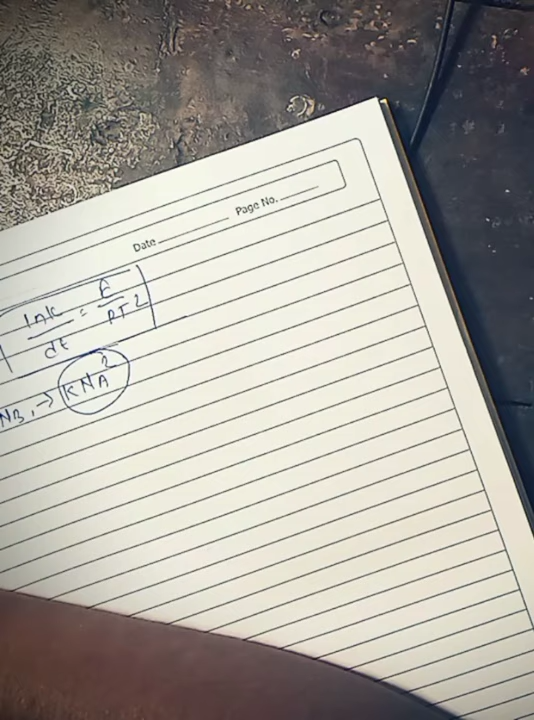 Date
Page No.
lnk/dt = E/RT2
NB, → KNA²